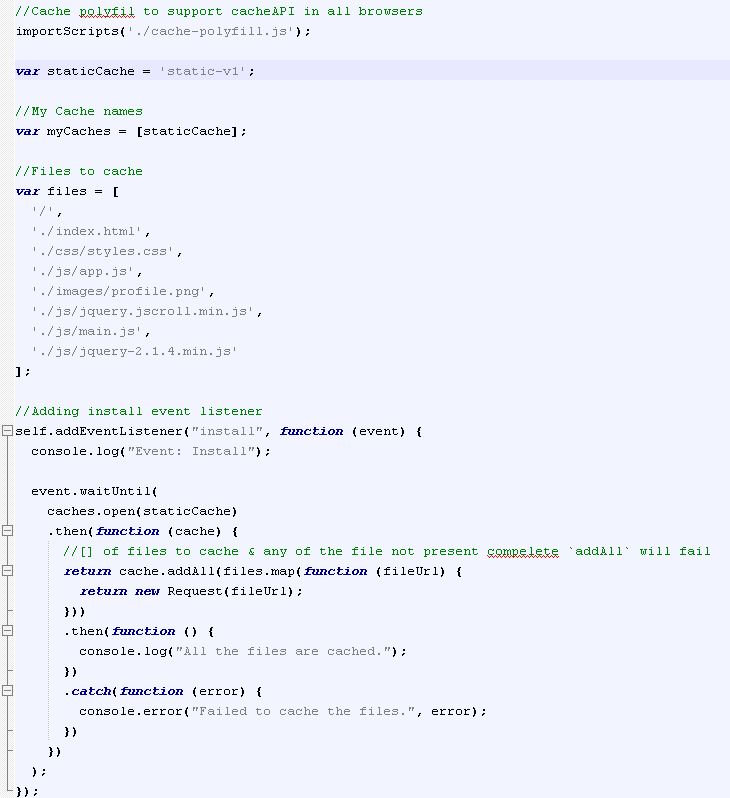 //Cache polyfil to support cacheAPI in all browsers
importScripts('./cache-polyfill.js');

var staticCache = 'static-v1';

//My Cache names
var myCaches = [staticCache];

//Files to cache
var files = [
  '/',
  './index.html',
  './css/styles.css',
  './js/app.js',
  './images/profile.png',
  './js/jquery.jscroll.min.js',
  './js/main.js',
  './js/jquery-2.1.4.min.js'
];

//Adding install event listener
self.addEventListener("install", function (event) {
  console.log("Event: Install");

  event.waitUntil(
    caches.open(staticCache)
    .then(function (cache) {
      //[] of files to cache & any of the file not present compelete `addAll` will fail
      return cache.addAll(files.map(function (fileUrl) {
        return new Request(fileUrl);
      }))
      .then(function () {
        console.log("All the files are cached.");
      })
      .catch(function (error) {
        console.error("Failed to cache the files.", error);
      })
    })
  );
});